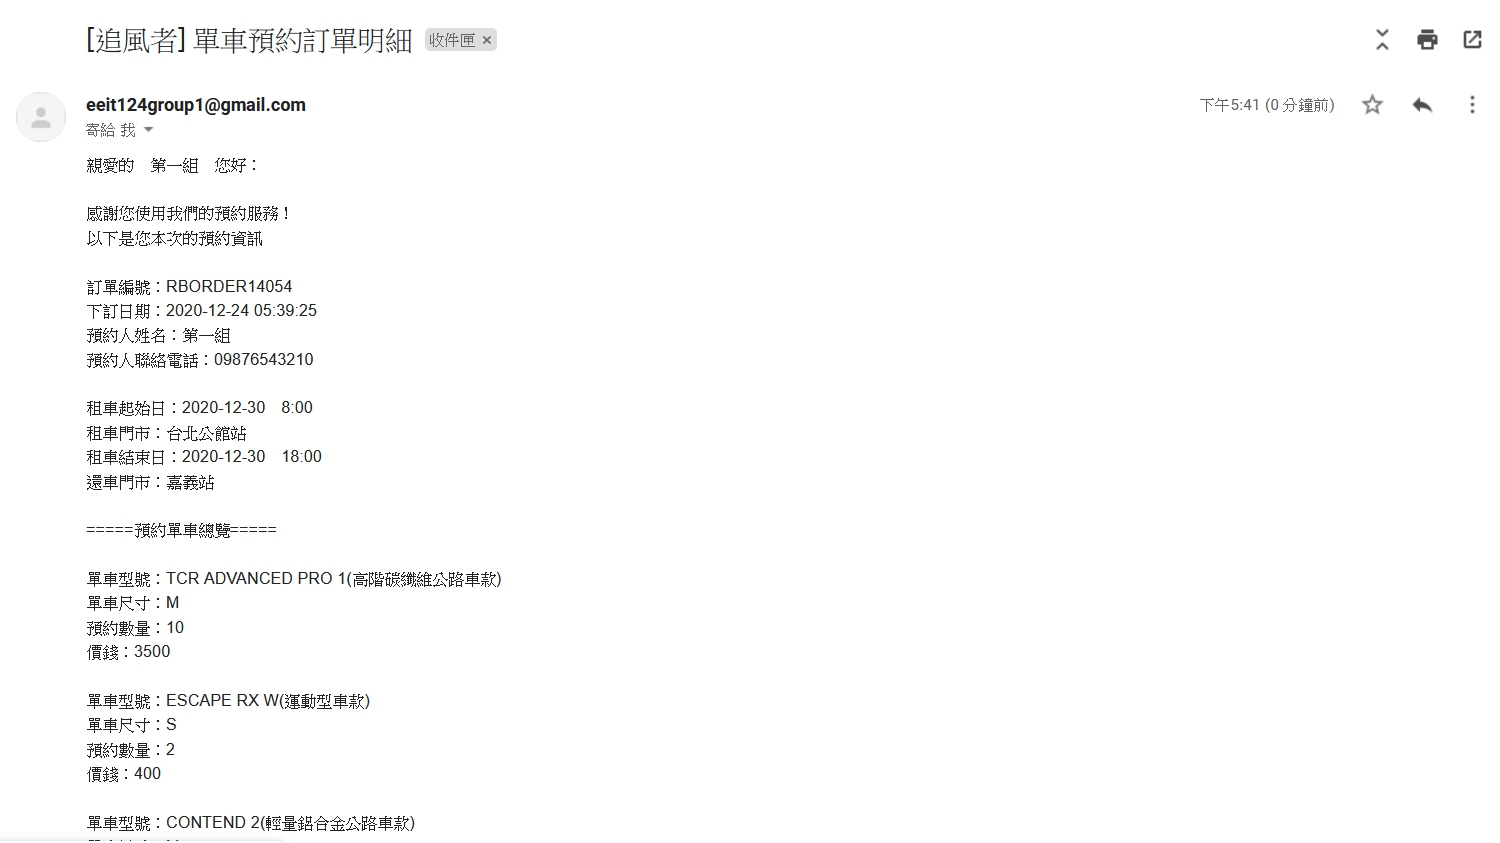 [追風者] 單車預約訂單明細 收件匣 ×
eeit124group1@gmail.com 下午5:41 (0 分鐘前)
寄給 我
親愛的　第一組　您好：
感謝您使用我們的預約服務！
以下是您本次的預約資訊
訂單編號：RBORDER14054
下訂日期：2020-12-24 05:39:25
預約人姓名：第一組
預約人聯絡電話：09876543210
租車起始日：2020-12-30　8:00
租車門市：台北公館站
租車結束日：2020-12-30　18:00
還車門市：嘉義站
=====預約單車總覽=====
單車型號：TCR ADVANCED PRO 1(高階碳纖維公路車款)
單車尺寸：M
預約數量：10
價錢：3500
單車型號：ESCAPE RX W(運動型車款)
單車尺寸：S
預約數量：2
價錢：400
單車型號：CONTEND 2(輕量鋁合金公路車款)